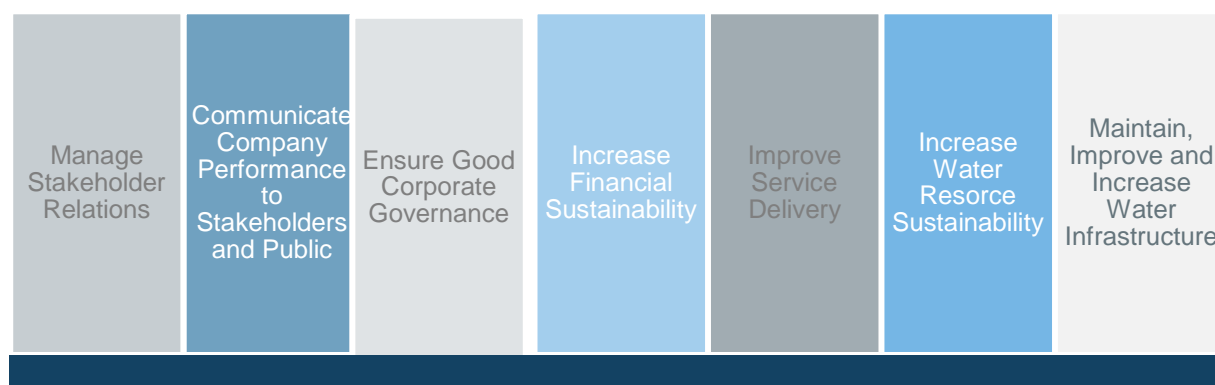 Manage
Stakeholder
Relations
Communicate
Company
Performance
to
Stakeholders
and Public
Ensure Good
Corporate
Governance
Increase
Financial
Sustainability
Improve
Service
Delivery
Increase
Water
Resorce
Sustainability
Maintain,
Improve and
Increase
Water
Infrastructure